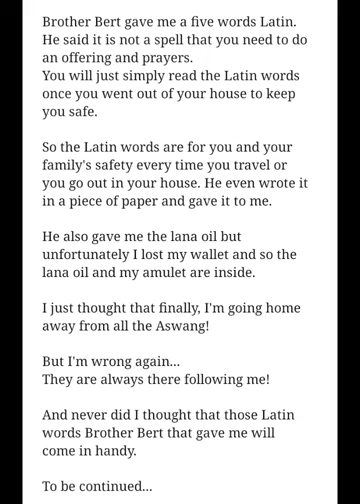 Brother Bert gave me a five words Latin.
He said it is not a spell that you need to do
an offering and prayers.
You will just simply read the Latin words
once you went out of your house to keep
you safe.
So the Latin words are for you and your
family's safety every time you travel or
you go out in your house. He even wrote it
in a piece of paper and gave it to me.
He also gave me the lana oil but
unfortunately I lost my wallet and so the
lana oil and my amulet are inside.
I just thought that finally, I'm going home
away from all the Aswang!
But I'm wrong again...
They are always there following me!
And never did I thought that those Latin
words Brother Bert that gave me will
come in handy.
To be continued...